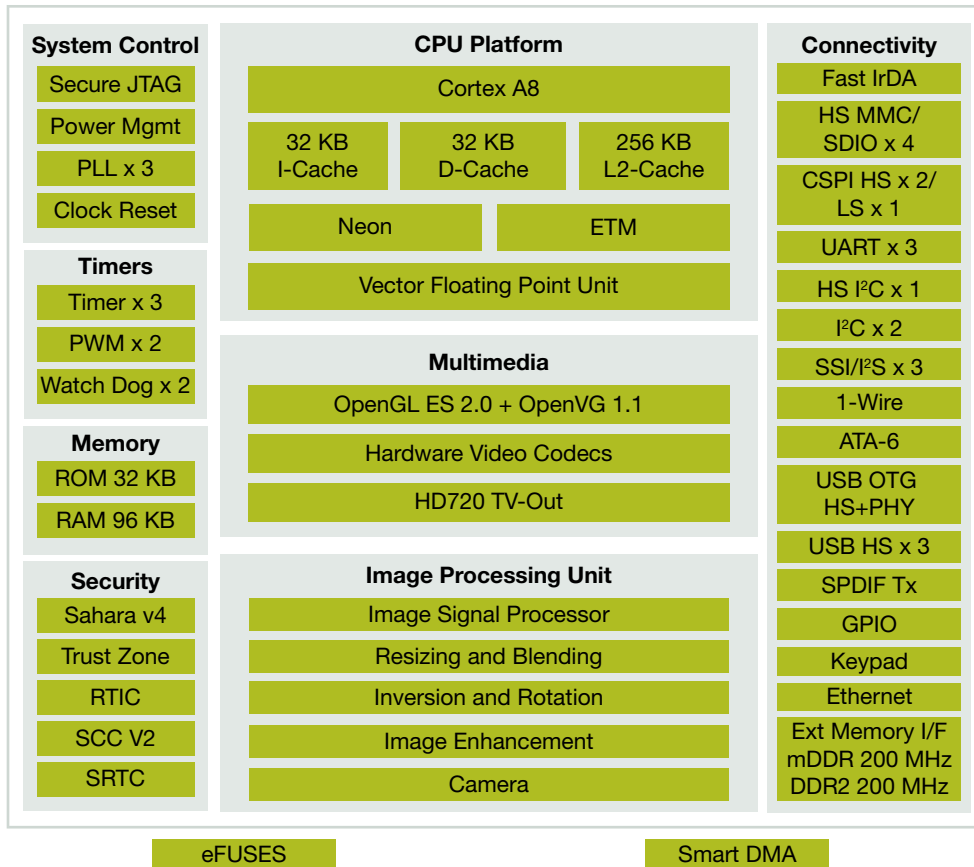 System Control
Secure JTAG
Power Mgmt
PLL x 3
Clock Reset
Timers
Timer x 3
PWM x 2
Watch Dog x 2
Memory
ROM 32 KB
RAM 96 KB
Security
Sahara v4
Trust Zone
RTIC
SCC V2
SRTC
CPU Platform
Cortex A8
32 KB
I-Cache
32 KB
D-Cache
256 KB
L2-Cache
Neon
ETM
Vector Floating Point Unit
Multimedia
OpenGL ES 2.0 + OpenVG 1.1
Hardware Video Codecs
HD720 TV-Out
Image Processing Unit
Image Signal Processor
Resizing and Blending
Inversion and Rotation
Image Enhancement
Camera
Connectivity
Fast IrDA
HS MMC/
SDIO x 4
CSPI HS x 2/
LS x 1
UART x 3
HS I²C x 1
I²C x 2
SSI/I²S x 3
1-Wire
ATA-6
USB OTG
HS+PHY
USB HS x 3
SPDIF Tx
GPIO
Keypad
Ethernet
Ext Memory I/F
mDDR 200 MHz
DDR2 200 MHz
eFUSES
Smart DMA